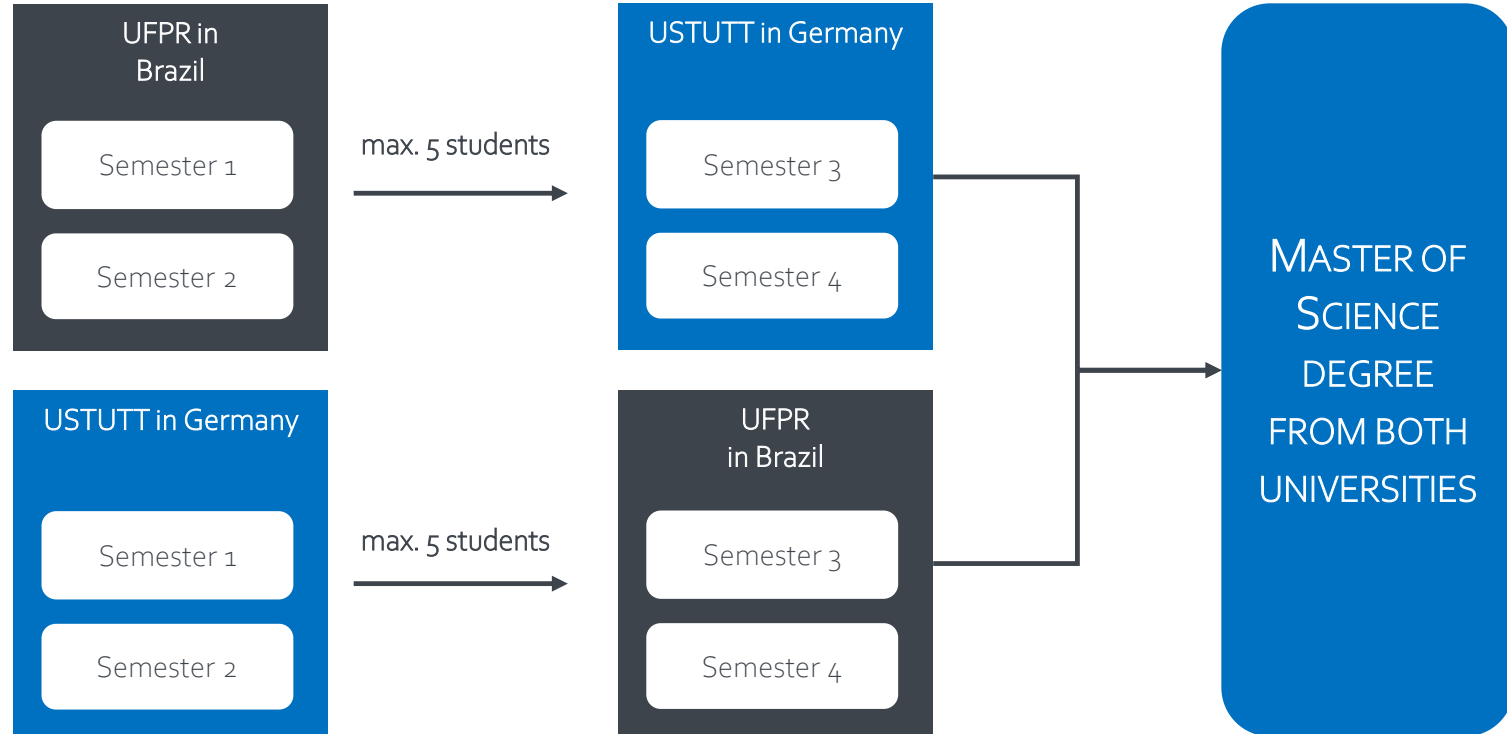 UFPR in
Brazil
Semester 1
Semester 2
max. 5 students
USTUTT in Germany
Semester 3
Semester 4
USTUTT in Germany
Semester 1
Semester 2
max. 5 students
UFPR
in Brazil
Semester 3
Semester 4
MASTER OF
SCIENCE
DEGREE
FROM BOTH
UNIVERSITIES